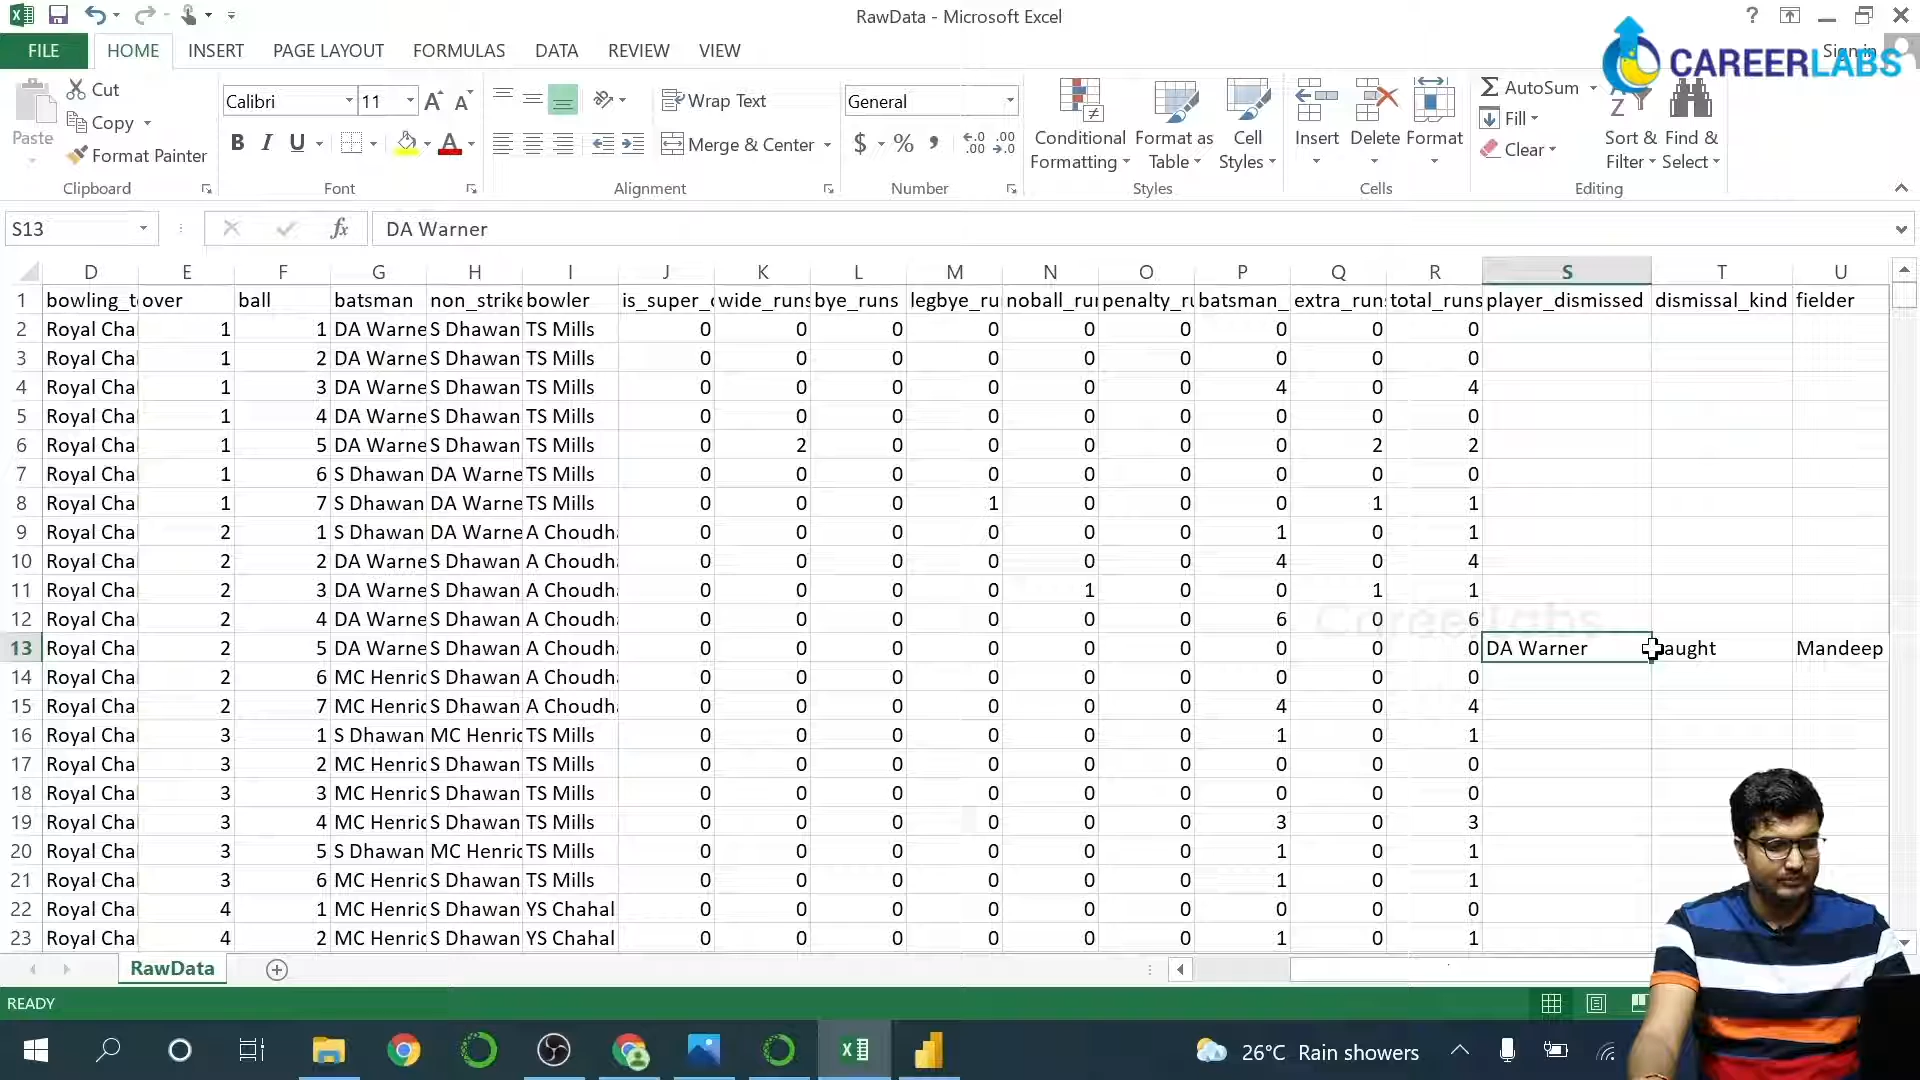 RawData - Microsoft Excel
?
Sign in
CAREERLABS
FILE HOME INSERT PAGE LAYOUT FORMULAS DATA REVIEW VIEW
Paste
Cut
Copy
Format Painter
Clipboard
Calibri 11
B I U
Font
Wrap Text
Merge & Center
Alignment
General
$ % ,
Number
Conditional Formatting
Format as Table
Cell Styles
Styles
Insert Delete Format
Cells
AutoSum
Fill
Clear
Sort & Filter
Find & Select
Editing
S13 fx DA Warner
D E F G H I J K L M N O P Q R S T U
1 bowling_t over ball batsman non_strike bowler is_super_ wide_runs bye_runs legbye_ru noball_ru penalty_ru batsman_ extra_runs total_runs player_dismissed dismissal_kind fielder
2 Royal Cha 1 1 DA Warne S Dhawan TS Mills 0 0 0 0 0 0 0 0 0
3 Royal Cha 1 2 DA Warne S Dhawan TS Mills 0 0 0 0 0 0 0 0 0
4 Royal Cha 1 3 DA Warne S Dhawan TS Mills 0 0 0 0 0 0 4 0 4
5 Royal Cha 1 4 DA Warne S Dhawan TS Mills 0 0 0 0 0 0 0 0 0
6 Royal Cha 1 5 DA Warne S Dhawan TS Mills 0 2 0 0 0 0 0 2 2
7 Royal Cha 1 6 S Dhawan DA Warne TS Mills 0 0 0 0 0 0 0 0 0
8 Royal Cha 1 7 S Dhawan DA Warne TS Mills 0 0 0 1 0 0 0 1 1
9 Royal Cha 2 1 S Dhawan DA Warne A Choudh 0 0 0 0 0 0 1 0 1
10 Royal Cha 2 2 DA Warne S Dhawan A Choudh 0 0 0 0 0 0 4 0 4
11 Royal Cha 2 3 DA Warne S Dhawan A Choudh 0 0 0 0 1 0 0 1 1
12 Royal Cha 2 4 DA Warne S Dhawan A Choudh 0 0 0 0 0 0 6 0 6
13 Royal Cha 2 5 DA Warne S Dhawan A Choudh 0 0 0 0 0 0 0 0 0 DA Warner aught Mandeep
14 Royal Cha 2 6 MC Henric S Dhawan A Choudh 0 0 0 0 0 0 0 0 0
15 Royal Cha 2 7 MC Henric S Dhawan A Choudh 0 0 0 0 0 0 4 0 4
16 Royal Cha 3 1 S Dhawan MC Henric TS Mills 0 0 0 0 0 0 1 0 1
17 Royal Cha 3 2 MC Henric S Dhawan TS Mills 0 0 0 0 0 0 0 0 0
18 Royal Cha 3 3 MC Henric S Dhawan TS Mills 0 0 0 0 0 0 0 0 0
19 Royal Cha 3 4 MC Henric S Dhawan TS Mills 0 0 0 0 0 0 3 0 3
20 Royal Cha 3 5 S Dhawan MC Henric TS Mills 0 0 0 0 0 0 1 0 1
21 Royal Cha 3 6 MC Henric S Dhawan TS Mills 0 0 0 0 0 0 1 0 1
22 Royal Cha 4 1 MC Henric S Dhawan YS Chahal 0 0 0 0 0 0 0 0 0
23 Royal Cha 4 2 MC Henric S Dhawan YS Chahal 0 0 0 0 0 0 1 0 1
CareerLabs
RawData
READY
26°C Rain showers